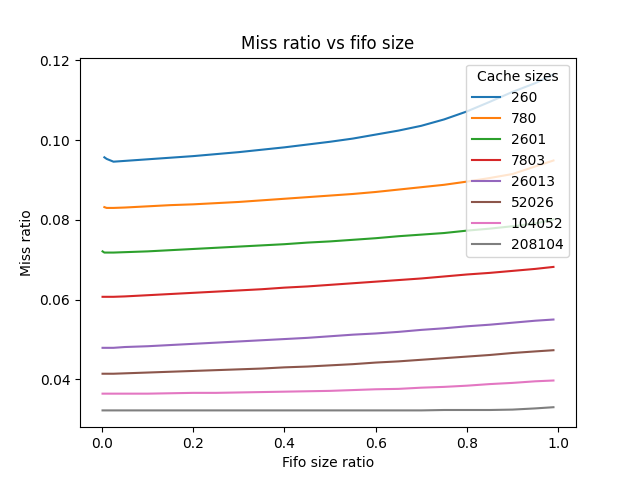 Miss ratio vs fifo size
Miss ratio
0.12
0.10
0.08
0.06
0.04
Cache sizes
260
780
2601
7803
26013
52026
104052
208104
0.0 0.2 0.4 0.6 0.8 1.0
Fifo size ratio